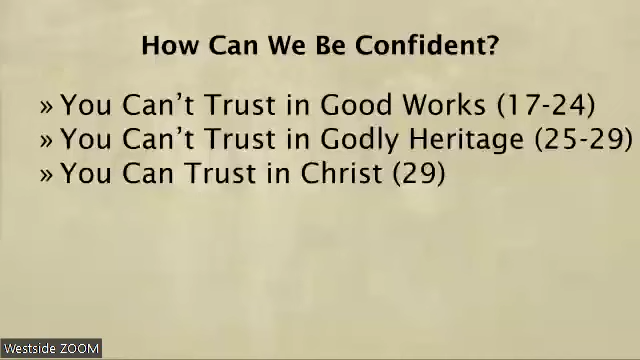 How Can We Be Confident?
» You Can’t Trust in Good Works (17-24)
» You Can’t Trust in Godly Heritage (25-29)
» You Can Trust in Christ (29)
Westside ZOOM